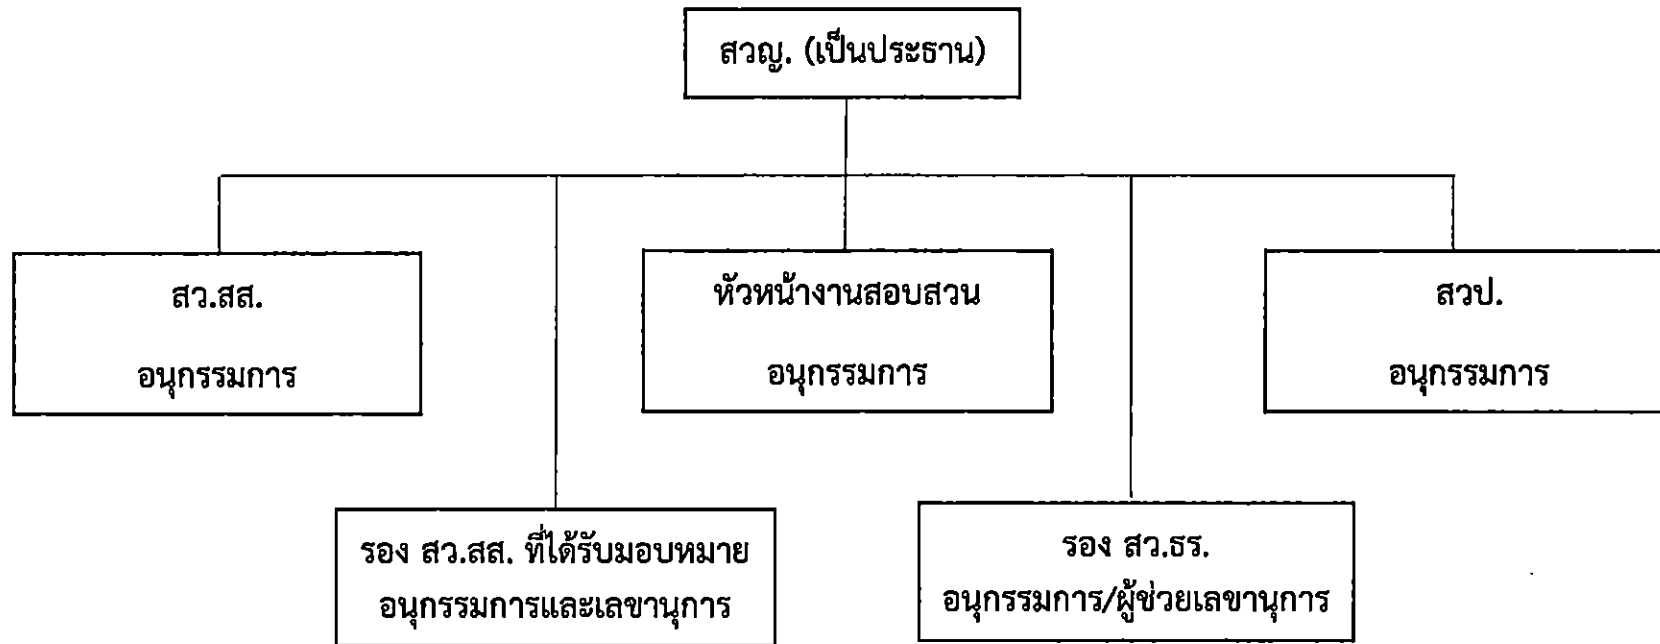 สวญ. (เป็นประธาน)
สว.สส.
อนุกรรมการ
หัวหน้างานสอบสวน
อนุกรรมการ
สวป.
อนุกรรมการ
รอง สว.สส. ที่ได้รับมอบหมาย
อนุกรรมการและเลขานุการ
รอง สว.ธร.
อนุกรรมการ/ผู้ช่วยเลขานุการ